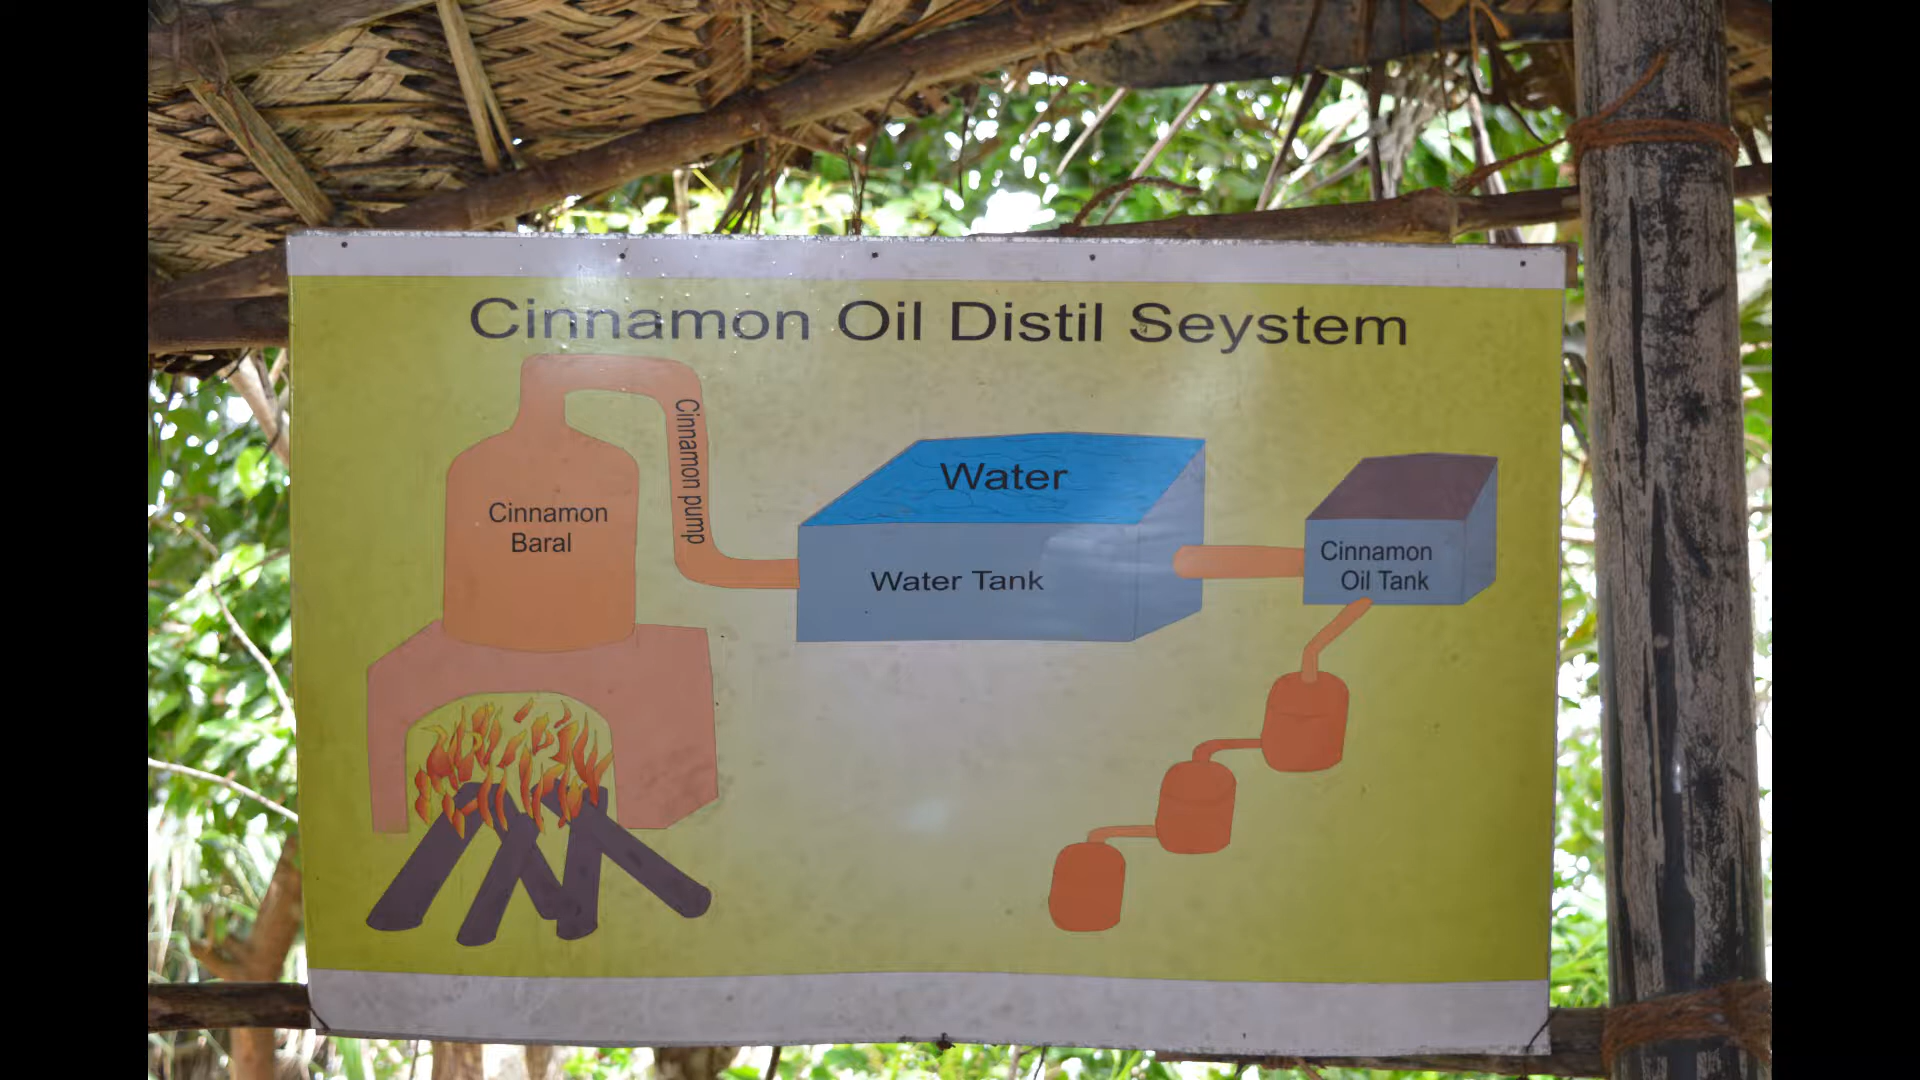 Cinnamon Oil Distil Seystem
Cinnamon pump
Cinnamon
Baral
Water
Water Tank
Cinnamon
Oil Tank